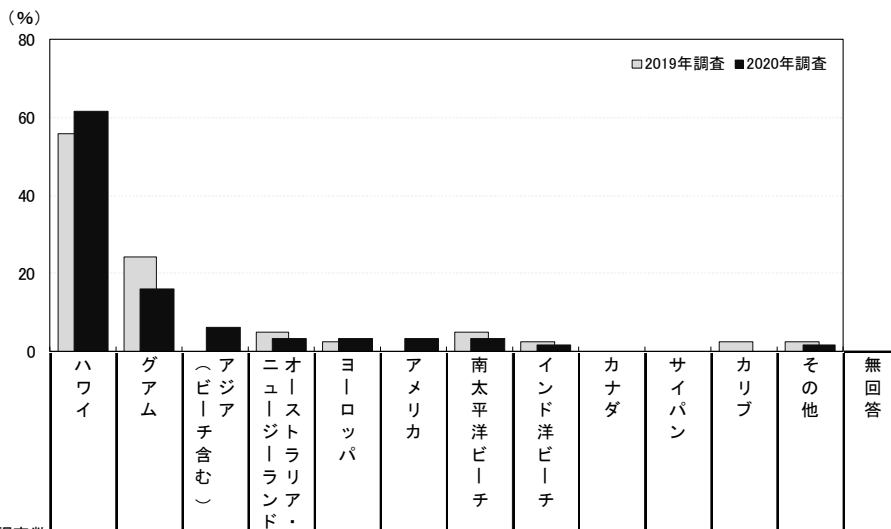 （%）
80
60
40
20
0
□2019年調査 ■2020年調査
ハワイ
グアム
アジア
（ビーチ含む）
オーストラリア・
ニュージーランド
ヨーロッパ
アメリカ
南太平洋ビーチ
インド洋ビーチ
カナダ
サイパン
カリブ
その他
無回答